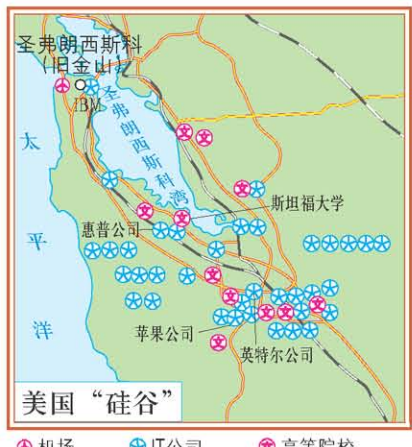 圣弗朗西斯科
(旧金山)
IBM
圣弗朗西斯科湾
太平洋
斯坦福大学
惠普公司
苹果公司
英特尔公司
美国“硅谷”
机场 IT公司 高等院校